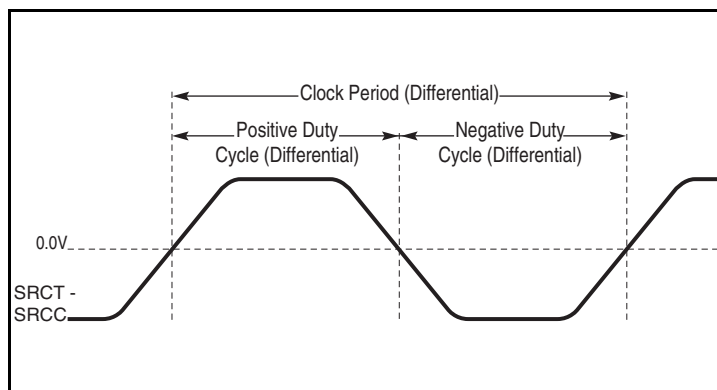 Clock Period (Differential)
Positive Duty
Cycle (Differential)
Negative Duty
Cycle (Differential)
0.0V
SRCT -
SRCC